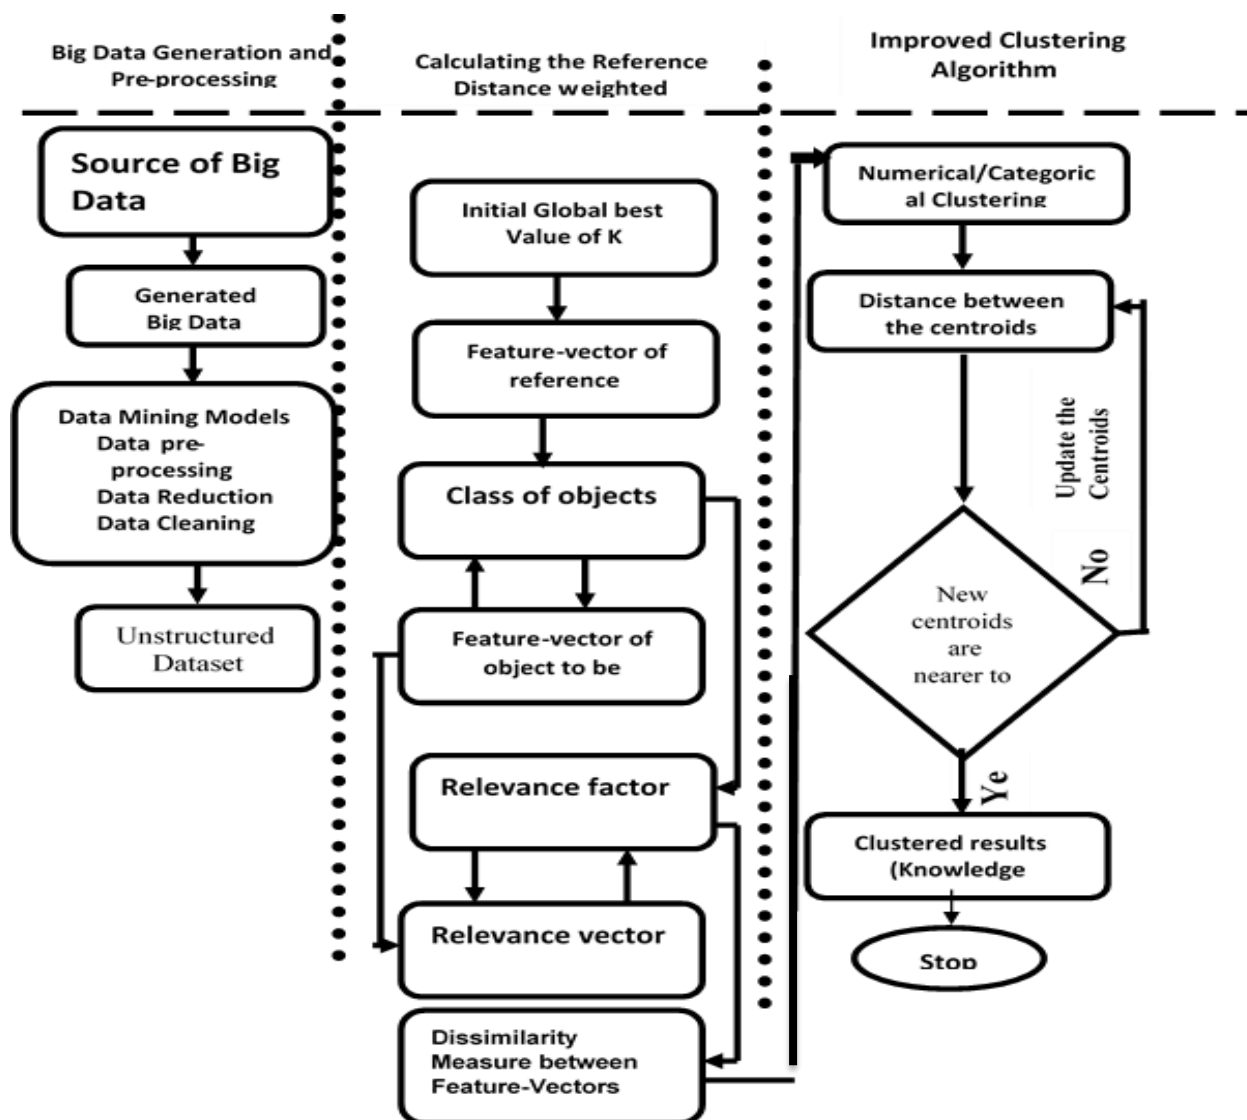 Big Data Generation and
Pre-processing
Source of Big
Data
Generated
Big Data
Data Mining Models
Data pre-
processing
Data Reduction
Data Cleaning
Unstructured
Dataset
Calculating the Reference
Distance weighted
Initial Global best
Value of K
Feature-vector of
reference
Class of objects
Feature-vector of
object to be
Relevance factor
Relevance vector
Dissimilarity
Measure between
Feature-Vectors
Improved Clustering
Algorithm
Numerical/Categoric
al Clustering
Distance between
the centroids
Update the
Centroids
No
New
centroids
are
nearer to
Ye
Clustered results
(Knowledge
Stop